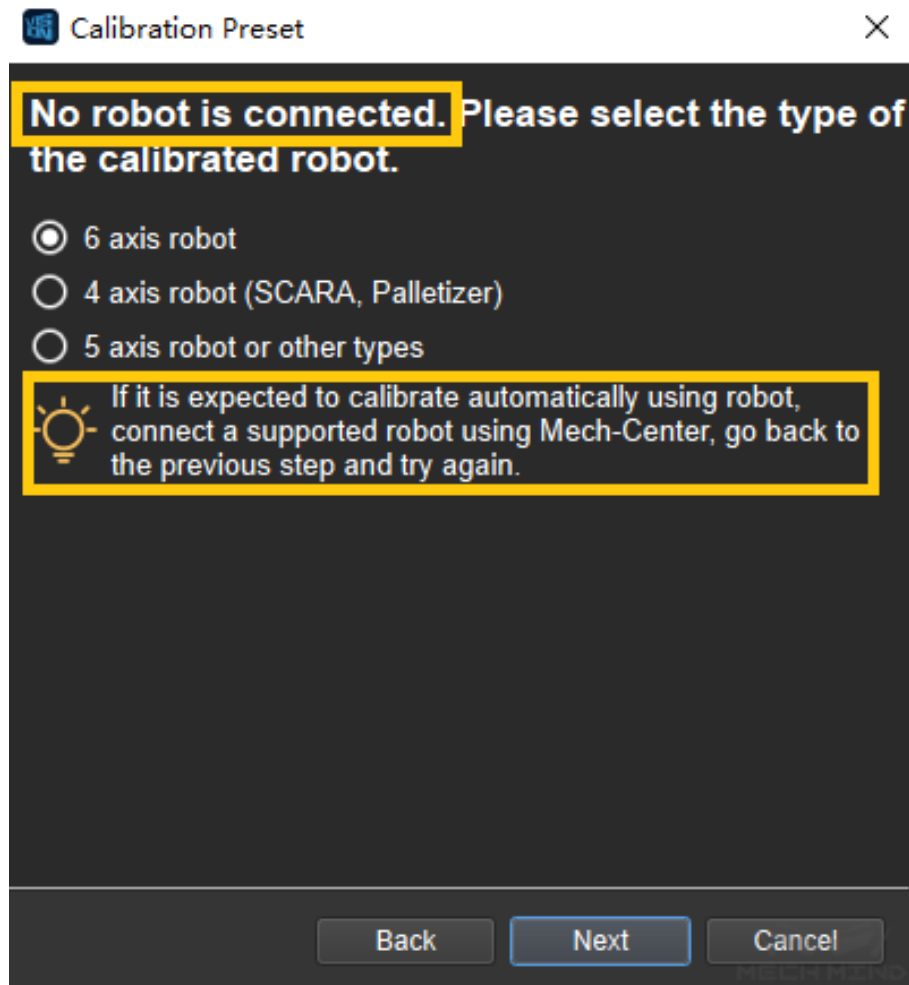 Calibration Preset
No robot is connected. Please select the type of
the calibrated robot.
6 axis robot
4 axis robot (SCARA, Palletizer)
5 axis robot or other types
If it is expected to calibrate automatically using robot,
connect a supported robot using Mech-Center, go back to
the previous step and try again.
Back Next Cancel
MECH MIND